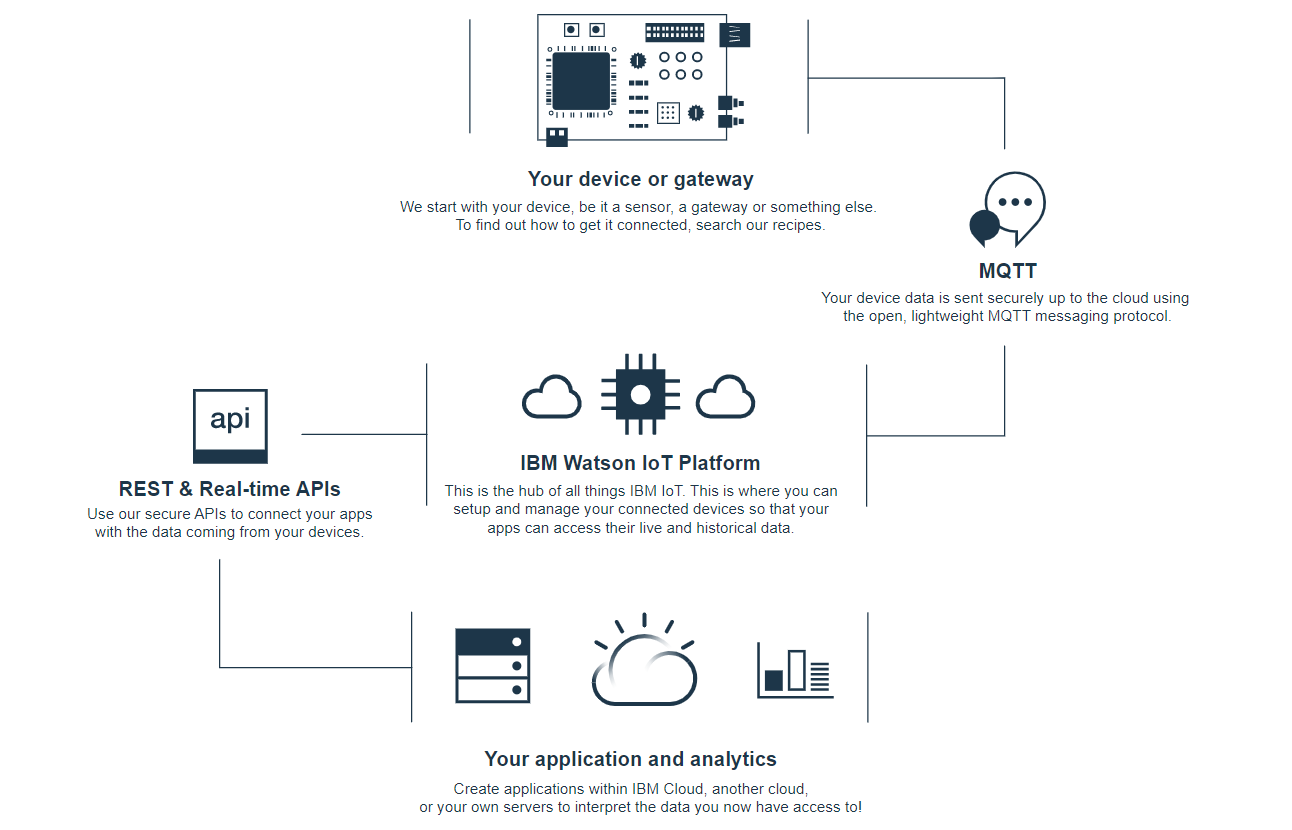 Your device or gateway
We start with your device, be it a sensor, a gateway or something else.
To find out how to get it connected, search our recipes.
MQTT
Your device data is sent securely up to the cloud using
the open, lightweight MQTT messaging protocol.
api
REST & Real-time APIs
Use our secure APIs to connect your apps
with the data coming from your devices.
IBM Watson IoT Platform
This is the hub of all things IBM IoT. This is where you can
setup and manage your connected devices so that your
apps can access their live and historical data.
Your application and analytics
Create applications within IBM Cloud, another cloud,
or your own servers to interpret the data you now have access to!